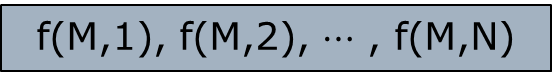 f(M,1), f(M,2), ⋯ , f(M,N)